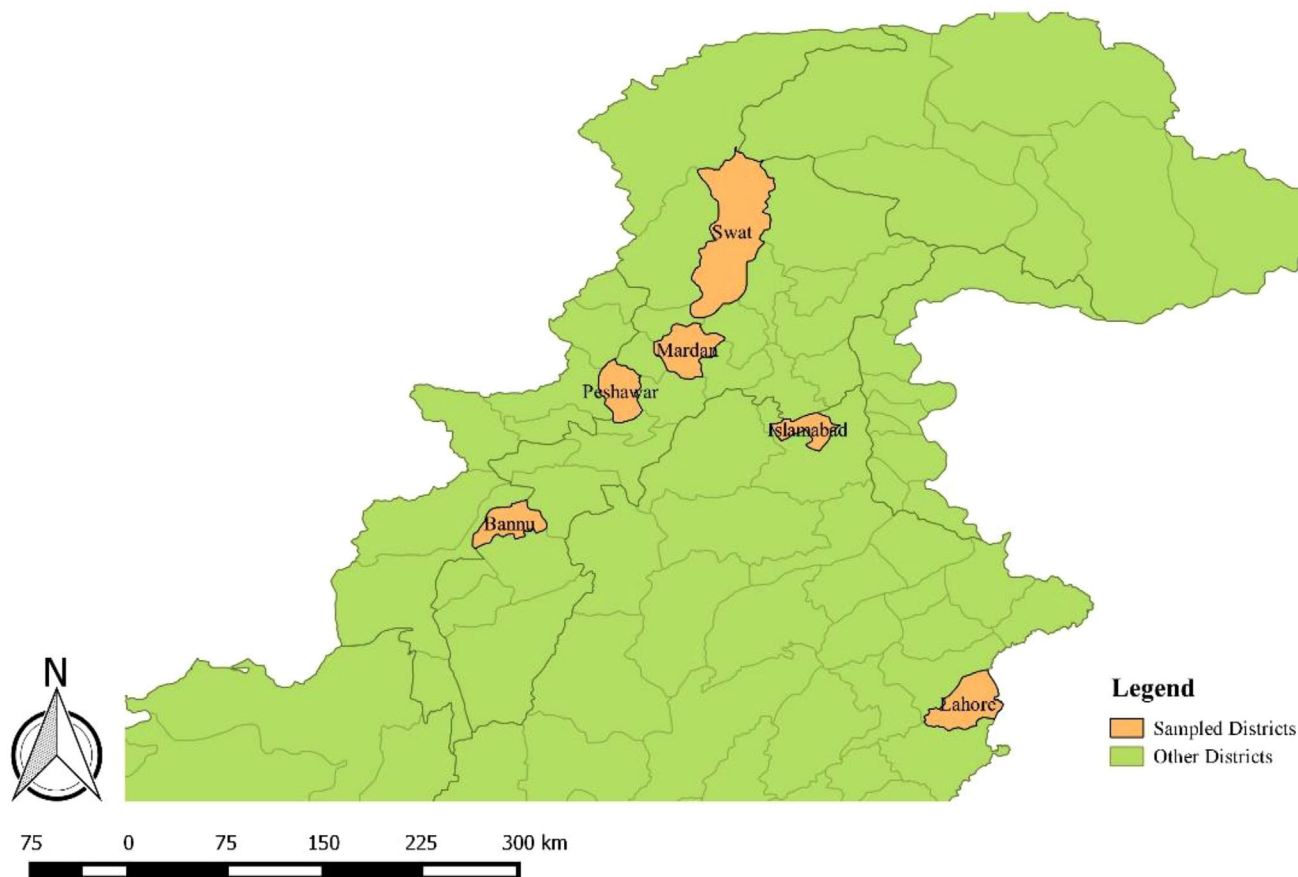 Swat
Mardan
Peshawar
Islamabad
Bannu
Lahore
N
Legend
Sampled Districts
Other Districts
75 0 75 150 225 300 km